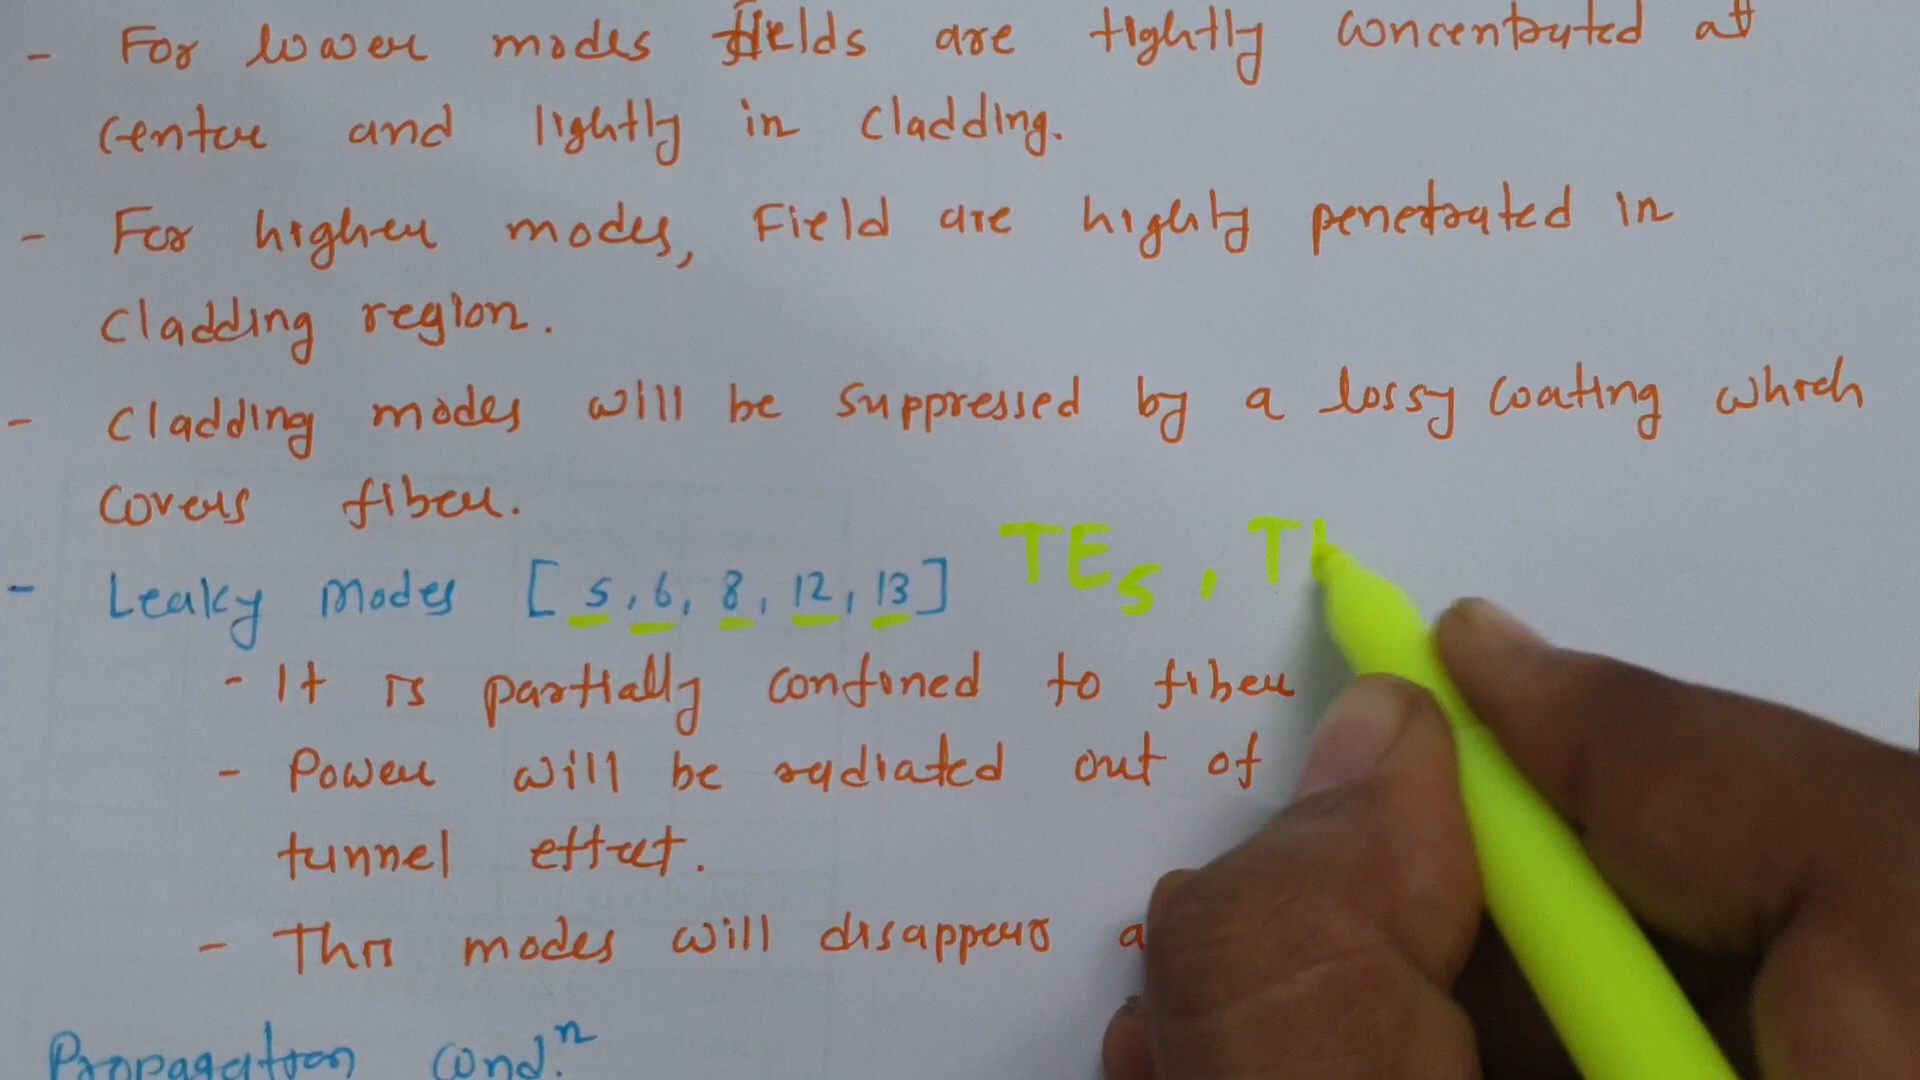 - For lower modes fields are tightly concentrated at
center and lightly in cladding.
- For higher modes, Field are highly penetrated in
cladding region.
- Cladding modes will be suppressed by a lossy coating which
covers fiber.
- Leaky Modes [5, 6, 8, 12, 13] TE5, T
- It is partially confined to fiber
- Power will be radiated out of
tunnel effect.
- This modes will disappears a
Propagation condⁿ